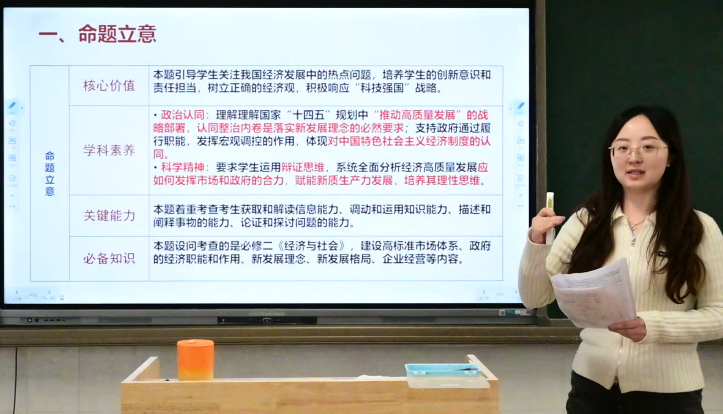 一、命题立意
命题立意
核心价值
本题引导学生关注我国经济发展中的热点问题，培养学生的创新意识和
责任担当，树立正确的经济观，积极响应“科技强国”战略。
学科素养
• 政治认同：理解理解国家“十四五”规划中“推动高质量发展”的战
略部署，认同整治内卷是落实新发展理念的必然要求；支持政府通过履
行职能，发挥宏观调控的作用，体现对中国特色社会主义经济制度的认
同。
• 科学精神：要求学生运用辩证思维，系统全面分析经济高质量发展应
如何发挥市场和政府的合力，赋能新质生产力发展，培养其理性思维。
关键能力
本题着重考查考生获取和解读信息能力、调动和运用知识能力、描述和
阐释事物的能力、论证和探讨问题的能力。
必备知识
本题设问考查的是必修二《经济与社会》，建设高标准市场体系、政府
的经济职能和作用、新发展理念、新发展格局、企业经营等内容。